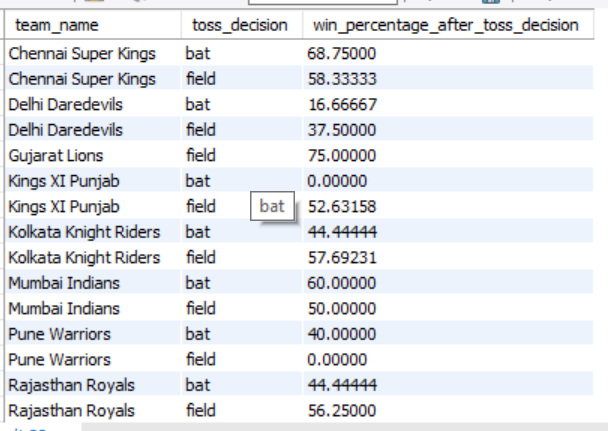 team_name toss_decision win_percentage_after_toss_decision
Chennai Super Kings bat 68.75000
Chennai Super Kings field 58.33333
Delhi Daredevils bat 16.66667
Delhi Daredevils field 37.50000
Gujarat Lions field 75.00000
Kings XI Punjab bat 0.00000
Kings XI Punjab field bat 52.63158
Kolkata Knight Riders bat 44.44444
Kolkata Knight Riders field 57.69231
Mumbai Indians bat 60.00000
Mumbai Indians field 50.00000
Pune Warriors bat 40.00000
Pune Warriors field 0.00000
Rajasthan Royals bat 44.44444
Rajasthan Royals field 56.25000